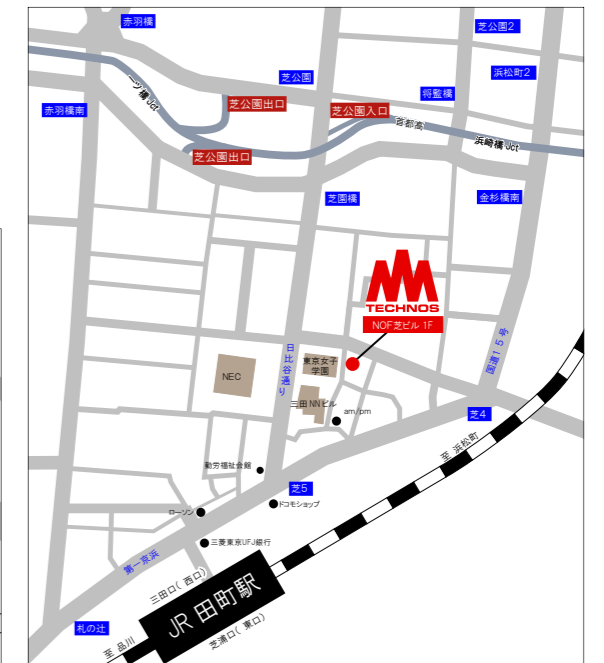 赤羽橋
芝公園2
芝公園
浜松町2
将監橋
一ツ橋 Jct
芝公園出口
芝公園入口
赤羽橋南
首都高
浜崎橋 Jct
芝公園出口
芝園橋
金杉橋南
TECHNOS
NOF芝ビル 1F
日比谷通り
国道15号
東京女子
学園
NEC
三田NNビル
am/pm
芝4
至 浜松町
勤労福祉会館
芝5
ローソン
ドコモショップ
三菱東京UFJ銀行
第一京浜
三田口( 西口)
JR 田町駅
札の辻
芝浦口( 東口)
至 品川